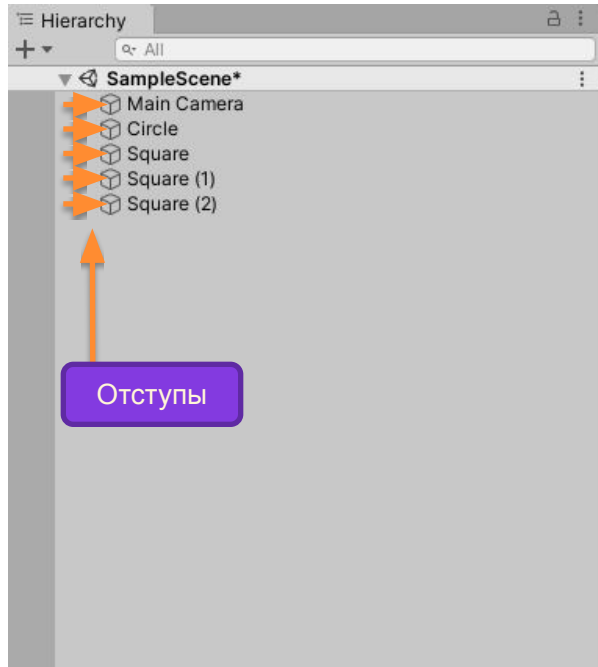 Hierarchy
All
SampleScene*
Main Camera
Circle
Square
Square (1)
Square (2)
Отступы